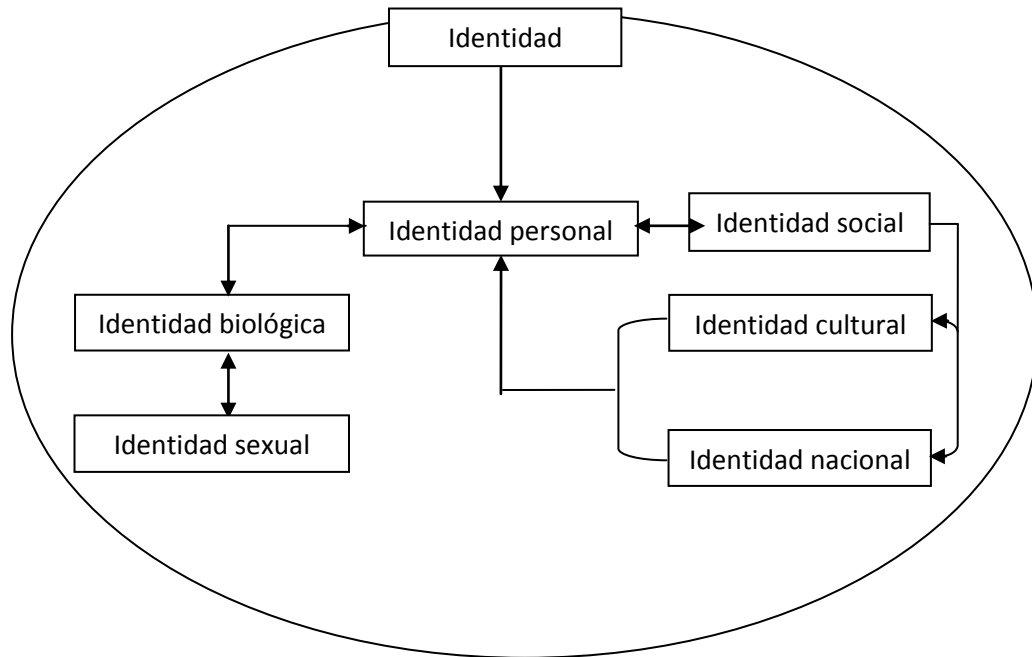 Identidad
Identidad personal
Identidad social
Identidad biológica
Identidad cultural
Identidad sexual
Identidad nacional